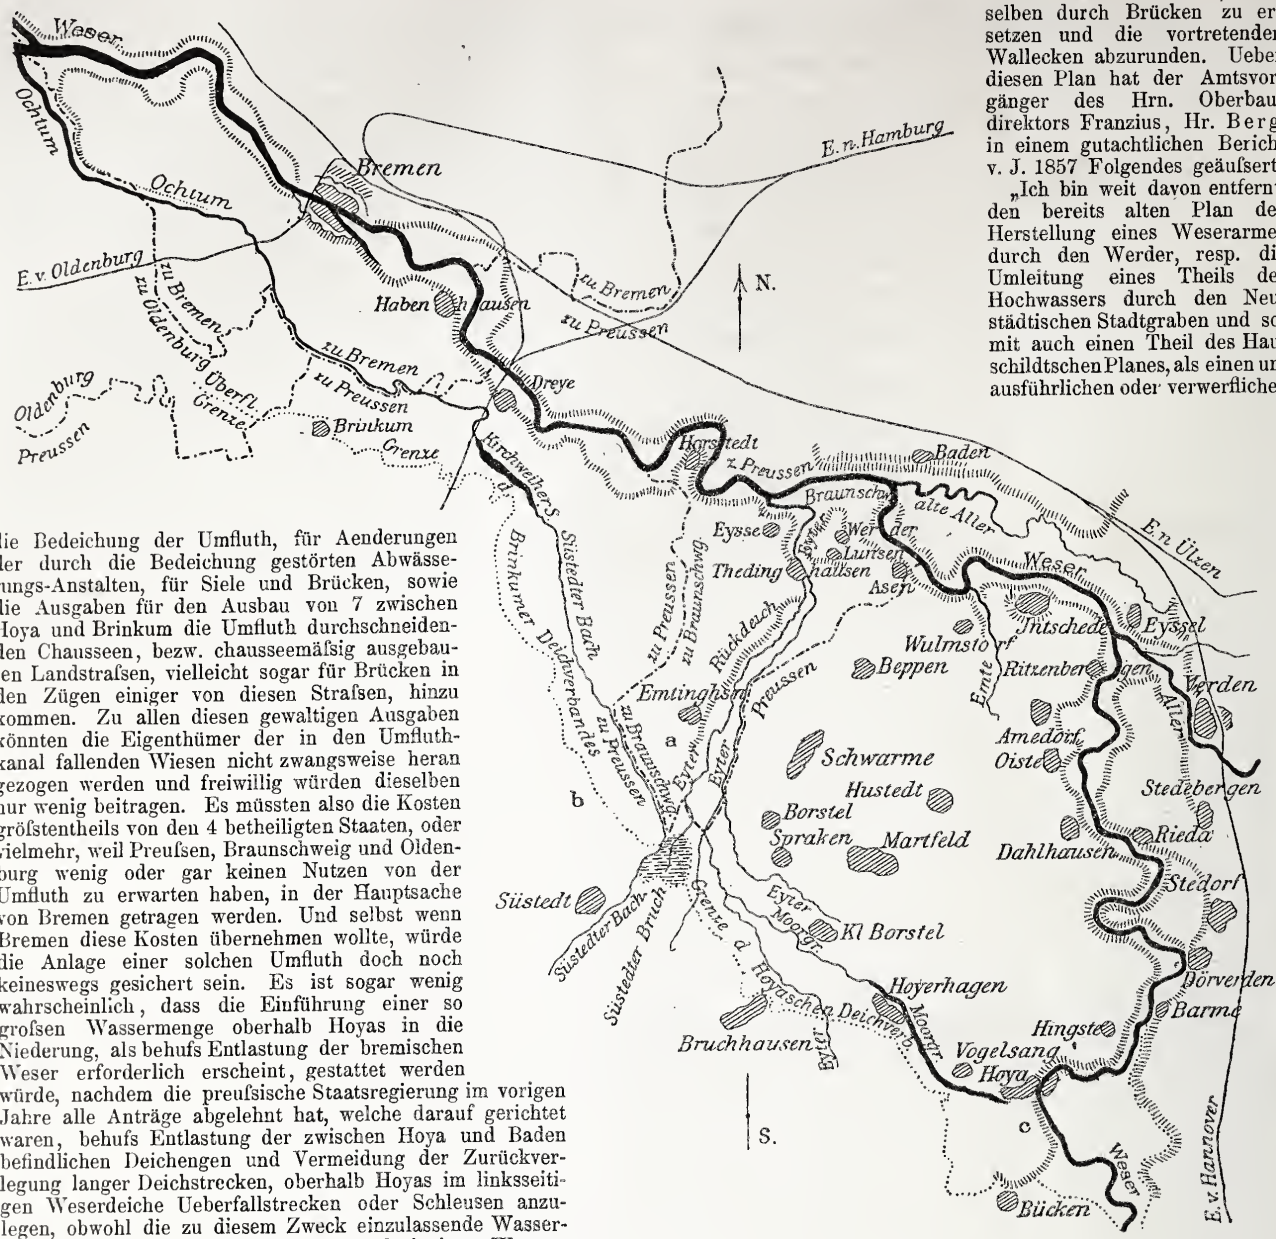 selben durch Brücken zu er
setzen und die vortretender
Wallecken abzurunden. Uebe
diesen Plan hat der Amtsvor
gänger des Hrn. Oberbau
direktors Franzius, Hr. Berg
in einem gutachtlichen Berich
v. J. 1857 Folgendes geäufsert
„Ich bin weit davon entfern
den bereits alten Plan de
Herstellung eines Weserarme
durch den Werder, resp. di
Umleitung eines Theils de
Hochwassers durch den Neu
städtischen Stadtgraben und so
mit auch einen Theil des Hau
schildtschen Planes, als einen un
ausführlichen oder verwerfliche
Weser
Ochtum
Ochtum
Bremen
E. n. Hamburg
E. v. Oldenburg
zu Bremen
zu Oldenburg
Habenhausen
zu Bremen
zu Preussen
N.
zu Bremen
zu Preussen
Überfl.
Grenze
Oldenburg
Preussen
Brinkum
Grenze
d
Dreye
Kirchweihers
Horstedt
z Preussen
Baden
Braunschw
alte Aller
E. n Ülzen
Eysse
Eyter
Werder
Luntsen
Thedinghausen
Asen
Weser
Süstedter Bach
Brinkumer Deichverbandes
zu Preussen
zu Braunschwg.
Rückdeich
Wulmstorf
Intschede
Eyssel
Beppen
Emte
Ritzenbergen
Verden
Emtinghsn
Preussen
zu Braunschwg
zu Preussen
a
Eyter
Eyter
Amedorf
Aller
Oiste
Schwarme
b
Hustedt
Stedebergen
Borstel
Spraken
Martfeld
Rieda
Dahlhausen
Stedorf
Süstedt
Süstedter Bach
Süstedter Bruch
Grenze d Hoyaschen Deichverb.
Eyter
Moorgr.
Kl Borstel
Dörverden
Hoyerhagen
Moorgr.
Barme
Hingste
Bruchhausen
Eyter
Vogelsang
Hoya
c
S.
Weser
E. v. Hannover
Bücken
die Bedeichung der Umfluth, für Aenderungen
der durch die Bedeichung gestörten Abwässe-
rungs-Anstalten, für Siele und Brücken, sowie
die Ausgaben für den Ausbau von 7 zwischen
Hoya und Brinkum die Umfluth durchschneiden-
den Chausseen, bezw. chausseemäfsig ausgebau-
ten Landstrafsen, vielleicht sogar für Brücken in
den Zügen einiger von diesen Strafsen, hinzu
kommen. Zu allen diesen gewaltigen Ausgaben
könnten die Eigenthümer der in den Umfluth-
kanal fallenden Wiesen nicht zwangsweise heran
gezogen werden und freiwillig würden dieselben
nur wenig beitragen. Es müssten also die Kosten
gröfstentheils von den 4 betheiligten Staaten, oder
vielmehr, weil Preufsen, Braunschweig und Olden-
burg wenig oder gar keinen Nutzen von der
Umfluth zu erwarten haben, in der Hauptsache
von Bremen getragen werden. Und selbst wenn
Bremen diese Kosten übernehmen wollte, würde
die Anlage einer solchen Umfluth doch noch
keineswegs gesichert sein. Es ist sogar wenig
wahrscheinlich, dass die Einführung einer so
grofsen Wassermenge oberhalb Hoyas in die
Niederung, als behufs Entlastung der bremischen
Weser erforderlich erscheint, gestattet werden
würde, nachdem die preufsische Staatsregierung im vorigen
Jahre alle Anträge abgelehnt hat, welche darauf gerichtet
waren, behufs Entlastung der zwischen Hoya und Baden
befindlichen Deichengen und Vermeidung der Zurückver-
legung langer Deichstrecken, oberhalb Hoyas im linksseiti-
gen Weserdeiche Ueberfallstrecken oder Schleusen anzu-
legen, obwohl die zu diesem Zweck einzulassende Wasser-